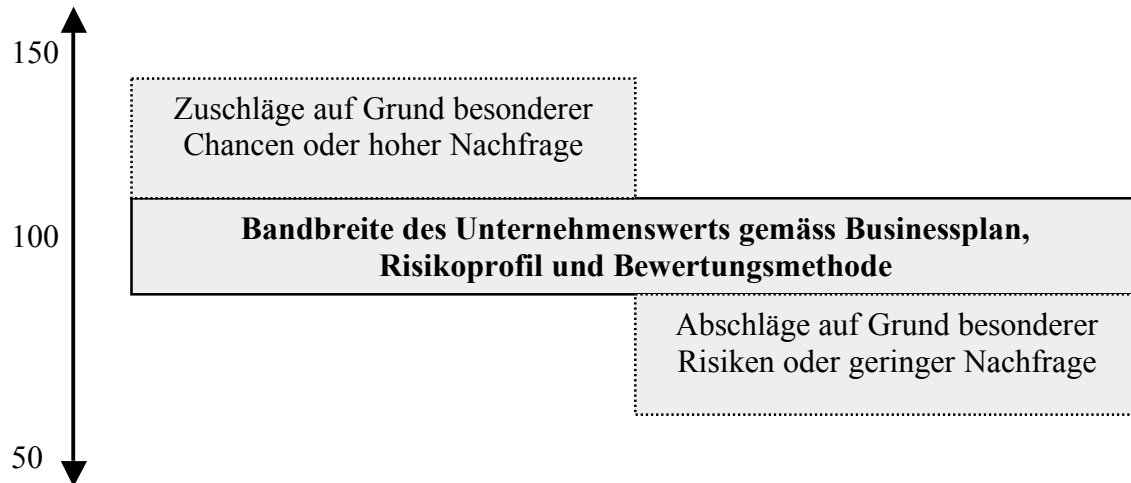 150
Zuschläge auf Grund besonderer
Chancen oder hoher Nachfrage
100
Bandbreite des Unternehmenswerts gemäss Businessplan,
Risikoprofil und Bewertungsmethode
Abschläge auf Grund besonderer
Risiken oder geringer Nachfrage
50